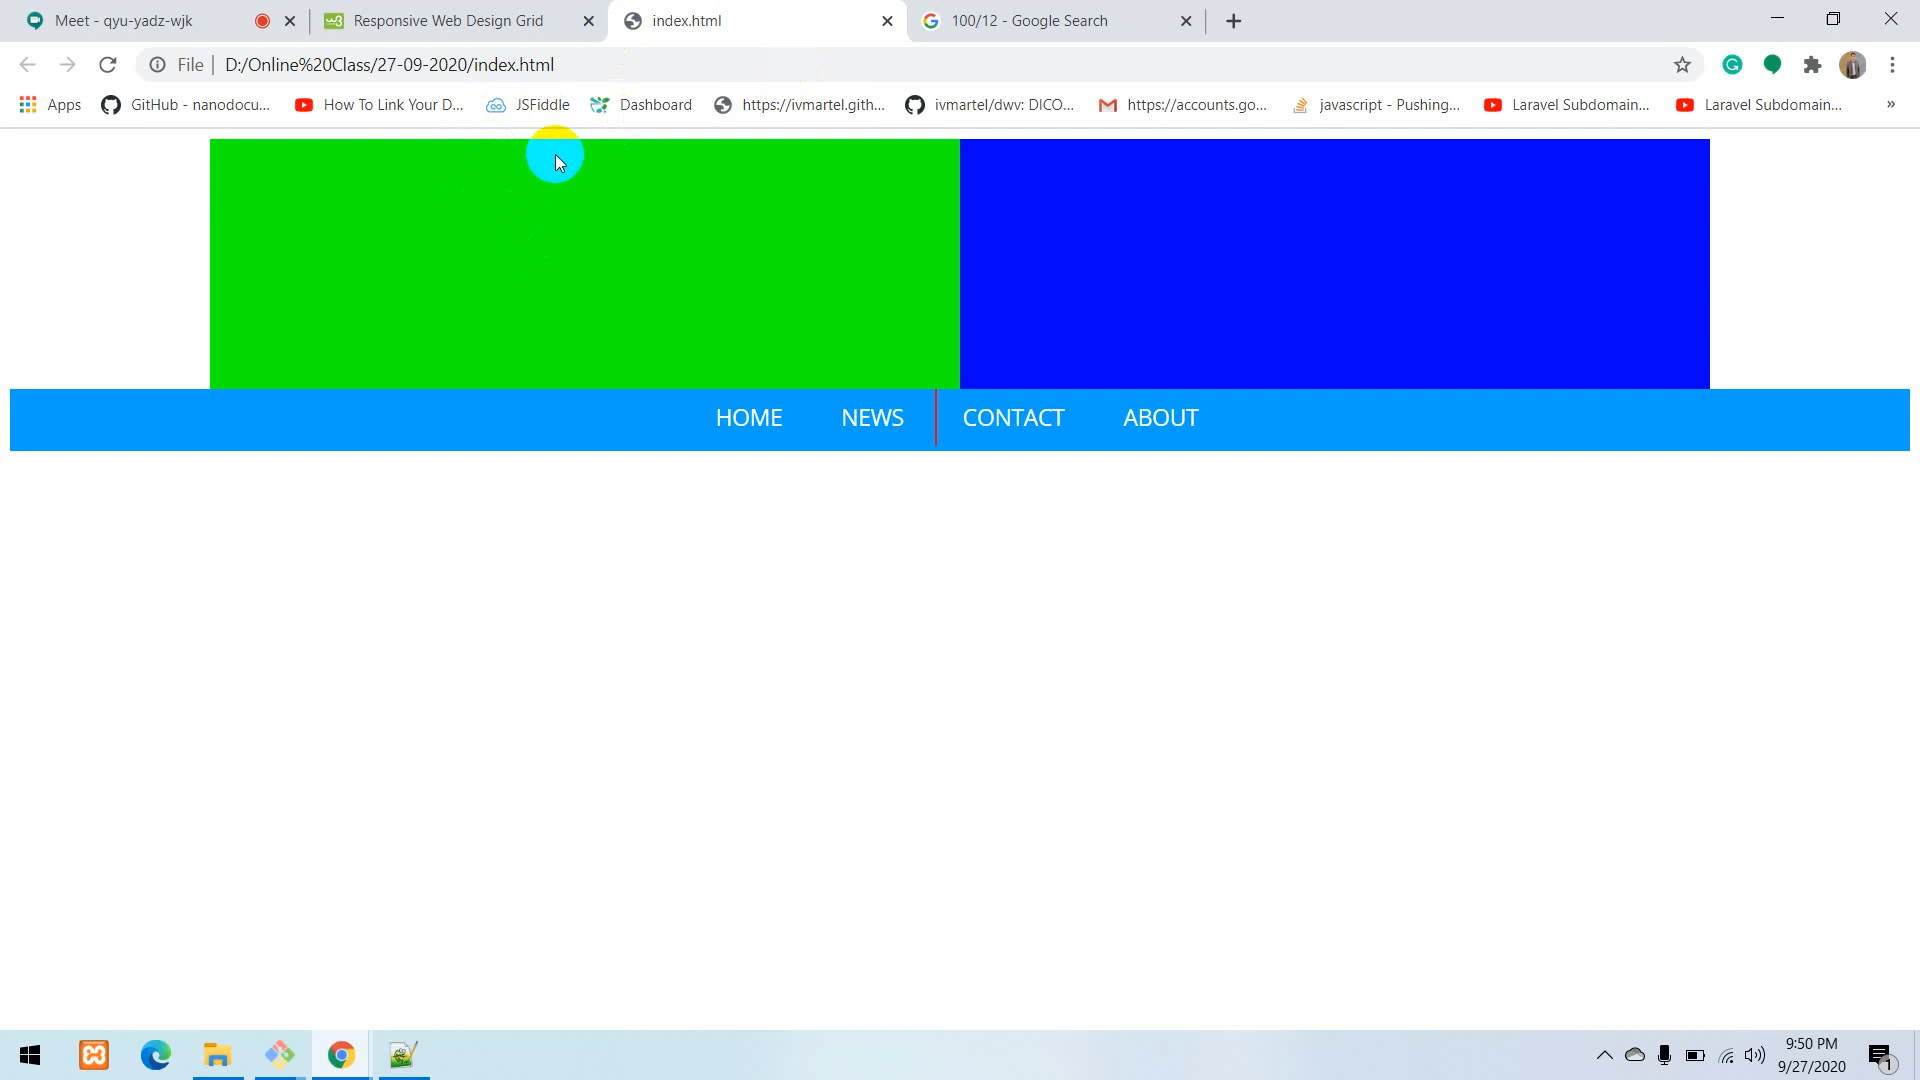 Meet - qyu-yadz-wjk
Responsive Web Design Grid
index.html
100/12 - Google Search
File
D:/Online%20Class/27-09-2020/index.html
Apps
GitHub - nanodocu...
How To Link Your D...
JSFiddle
Dashboard
https://ivmartel.gith...
ivmartel/dwv: DICO...
https://accounts.go...
javascript - Pushing...
Laravel Subdomain...
Laravel Subdomain...
»
HOME
NEWS
CONTACT
ABOUT
9:50 PM
9/27/2020
1